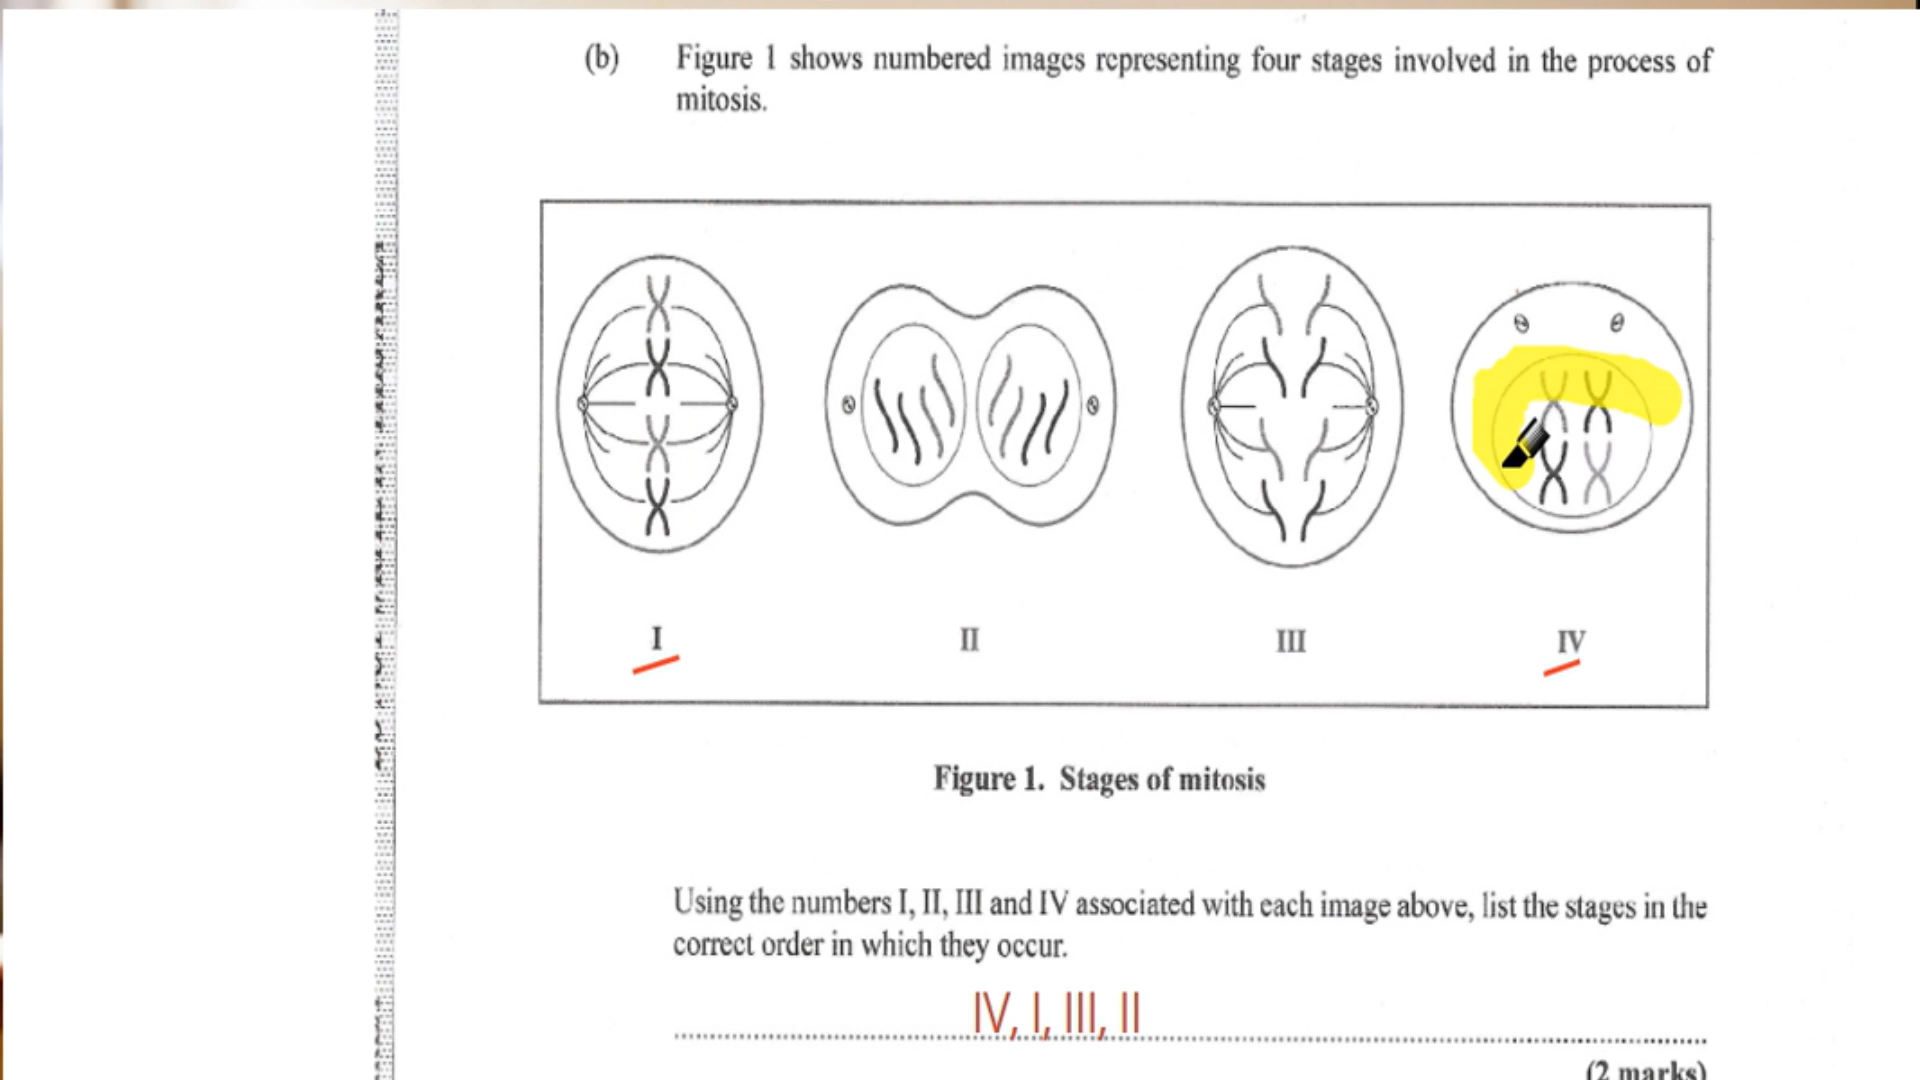 (b) Figure 1 shows numbered images representing four stages involved in the process of
mitosis.
I II III IV
Figure 1. Stages of mitosis
Using the numbers I, II, III and IV associated with each image above, list the stages in the
correct order in which they occur.
IV, I, III, II
(2 marks)